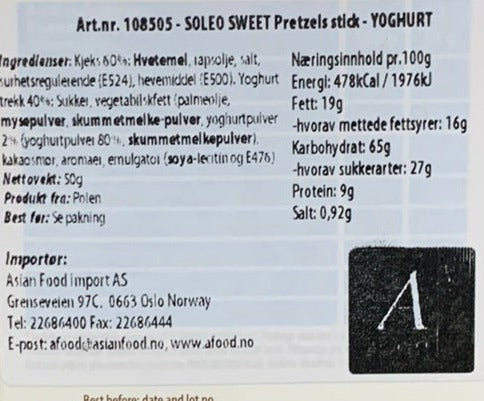 Art.nr. 108505 - SOLEO SWEET Pretzels stick - YOGHURT
Ingredienser: Kjeks 60%: Hvetemel, rapsolje, salt,
surhetsregulerende (E524), hevemiddel (E500). Yoghurt
trekk 40%: Sukker, vegetabilsk fett (palmeolje,
mysepulver, skummetmelke-pulver, yoghurtpulver
2% (yoghurtpulver 80%, skummetmelkepulver),
kakaosmør, aromaer, emulgator (soya-lecitin og E476)
Nettovekt: 50g
Produkt fra: Polen
Best før: Se pakning
Næringsinnhold pr.100g
Energi: 478kCal / 1976kJ
Fett: 19g
-hvorav mettede fettsyrer: 16g
Karbohydrat: 65g
-hvorav sukkerarter: 27g
Protein: 9g
Salt: 0,92g
Importør:
Asian Food Import AS
Grenseveien 97C, 0663 Oslo Norway
Tel: 22686400 Fax: 22686444
E-post: afood@asianfood.no, www.afood.no
A
Best before: date and lot no